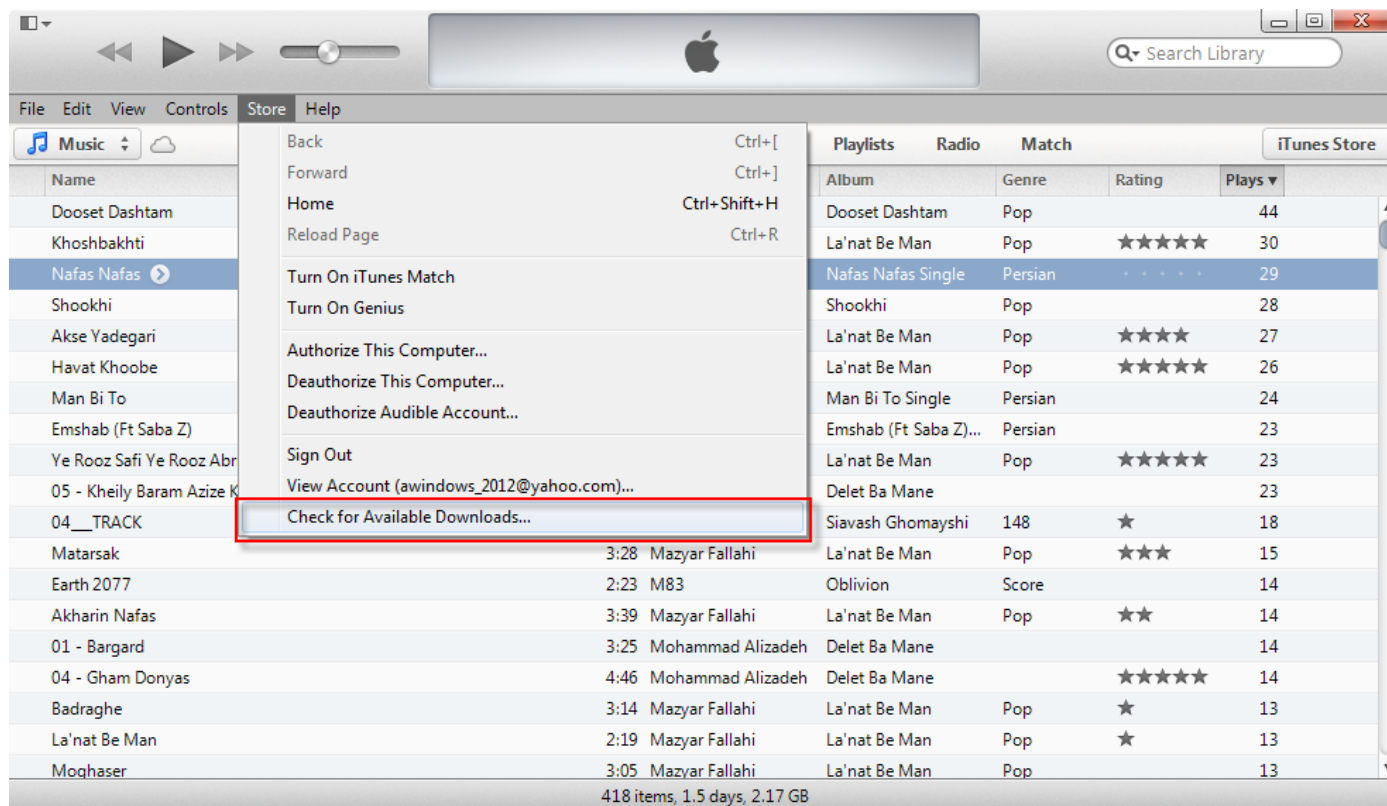 Search Library
File Edit View Controls Store Help
Music Playlists Radio Match iTunes Store
Name Album Genre Rating Plays
Back Ctrl+[
Forward Ctrl+]
Home Ctrl+Shift+H
Reload Page Ctrl+R
Turn On iTunes Match
Turn On Genius
Authorize This Computer...
Deauthorize This Computer...
Deauthorize Audible Account...
Sign Out
View Account (awindows_2012@yahoo.com)...
Check for Available Downloads...
Dooset Dashtam Dooset Dashtam Pop 44
Khoshbakhti La'nat Be Man Pop 30
Nafas Nafas Nafas Nafas Single Persian 29
Shookhi Shookhi Pop 28
Akse Yadegari La'nat Be Man Pop 27
Havat Khoobe La'nat Be Man Pop 26
Man Bi To Man Bi To Single Persian 24
Emshab (Ft Saba Z) Emshab (Ft Saba Z)... Persian 23
Ye Rooz Safi Ye Rooz Abr La'nat Be Man Pop 23
05 - Kheily Baram Azize K Delet Ba Mane 23
04__TRACK Siavash Ghomayshi 148 18
Matarsak 3:28 Mazyar Fallahi La'nat Be Man Pop 15
Earth 2077 2:23 M83 Oblivion Score 14
Akharin Nafas 3:39 Mazyar Fallahi La'nat Be Man Pop 14
01 - Bargard 3:25 Mohammad Alizadeh Delet Ba Mane 14
04 - Gham Donyas 4:46 Mohammad Alizadeh Delet Ba Mane 14
Badraghe 3:14 Mazyar Fallahi La'nat Be Man Pop 13
La'nat Be Man 2:19 Mazyar Fallahi La'nat Be Man Pop 13
Moghaser 3:05 Mazyar Fallahi La'nat Be Man Pop 13
418 items, 1.5 days, 2.17 GB